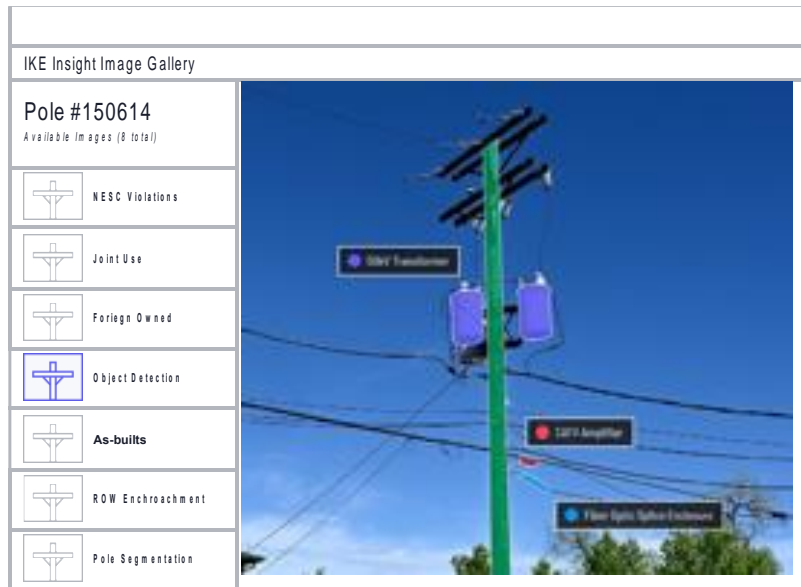 IKE Insight Image Gallery
Pole #150614
Available Images (8 total)
NESC Violations
Joint Use
Foriegn Owned
Object Detection
As-builts
ROW Enchroachment
Pole Segmentation
Transformer
CATV Amplifier
Fiber Optic Splice Enclosure